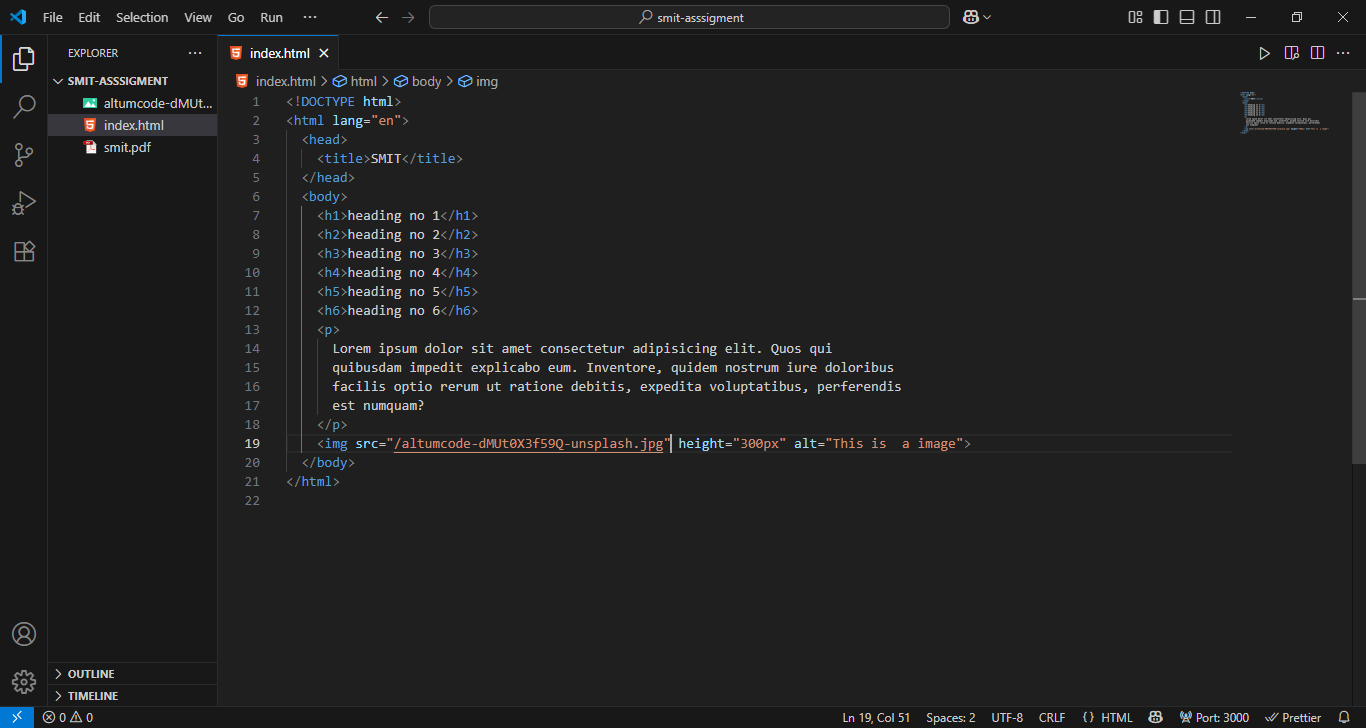 File Edit Selection View Go Run ···
smit-asssigment
EXPLORER
SMIT-ASSSIGMENT
altumcode-dMUt...
index.html
smit.pdf
OUTLINE
TIMELINE
index.html
index.html > html > body > img
1 <!DOCTYPE html>
2 <html lang="en">
3 <head>
4 <title>SMIT</title>
5 </head>
6 <body>
7 <h1>heading no 1</h1>
8 <h2>heading no 2</h2>
9 <h3>heading no 3</h3>
10 <h4>heading no 4</h4>
11 <h5>heading no 5</h5>
12 <h6>heading no 6</h6>
13 <p>
14 Lorem ipsum dolor sit amet consectetur adipisicing elit. Quos qui
15 quibusdam impedit explicabo eum. Inventore, quidem nostrum iure doloribus
16 facilis optio rerum ut ratione debitis, expedita voluptatibus, perferendis
17 est numquam?
18 </p>
19 <img src="/altumcode-dMUt0X3f59Q-unsplash.jpg" height="300px" alt="This is  a image">
20 </body>
21 </html>
22
0 0 Ln 19, Col 51 Spaces: 2 UTF-8 CRLF {} HTML Port: 3000 Prettier